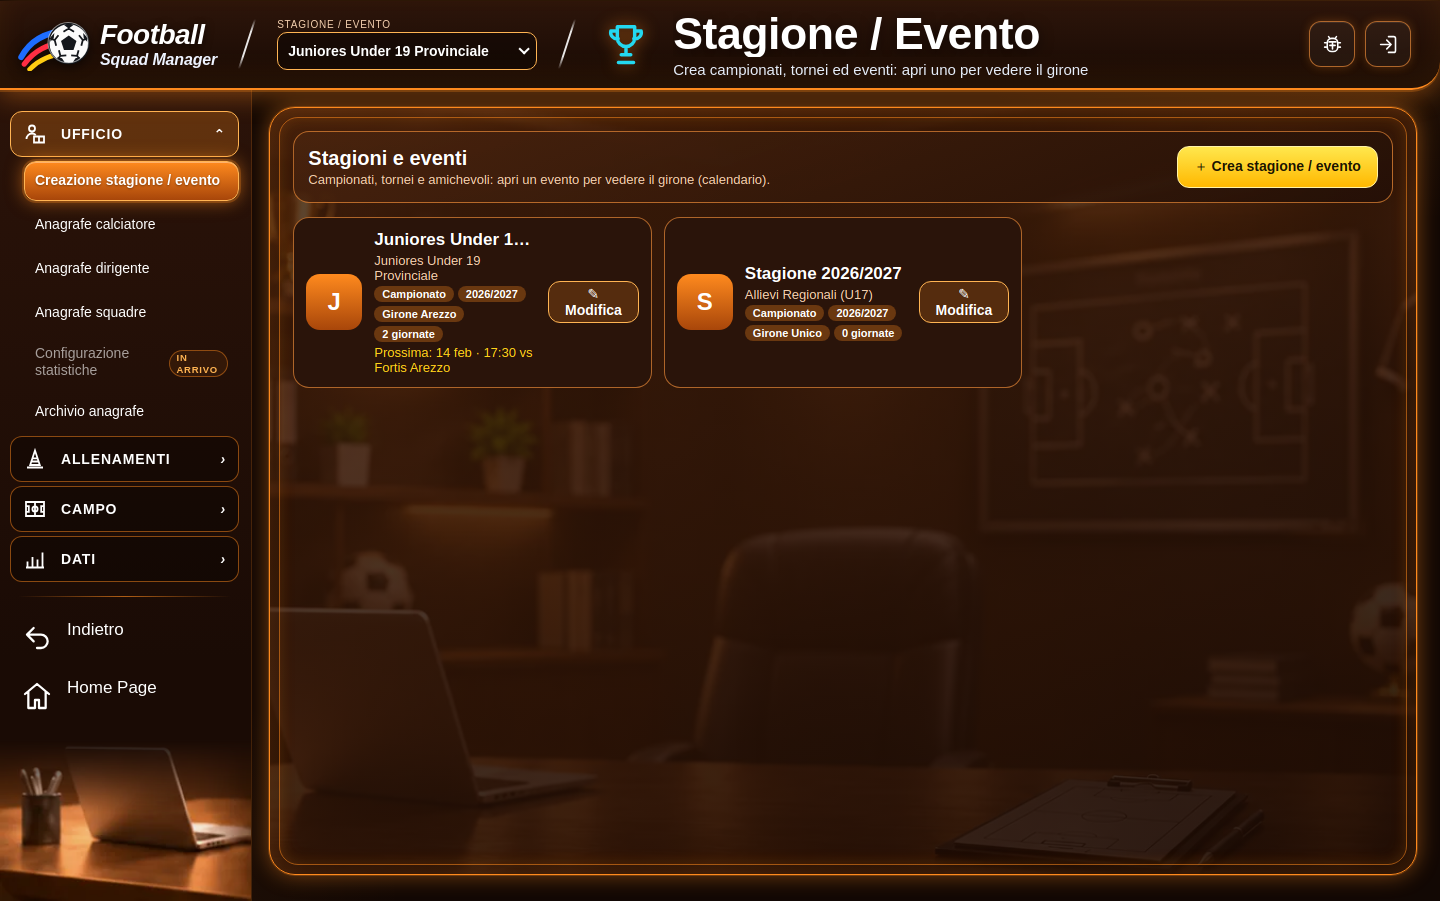 Football
Squad Manager
STAGIONE / EVENTO
Juniores Under 19 Provinciale
Stagione / Evento
Crea campionati, tornei ed eventi: apri uno per vedere il girone
UFFICIO
Creazione stagione / evento
Anagrafe calciatore
Anagrafe dirigente
Anagrafe squadre
Configurazione
statistiche
IN
ARRIVO
Archivio anagrafe
ALLENAMENTI
CAMPO
DATI
Indietro
Home Page
Stagioni e eventi
Campionati, tornei e amichevoli: apri un evento per vedere il girone (calendario).
+ Crea stagione / evento
J
Juniores Under 1…
Juniores Under 19
Provinciale
Campionato 2026/2027
Girone Arezzo
2 giornate
Prossima: 14 feb · 17:30 vs
Fortis Arezzo
✎
Modifica
S
Stagione 2026/2027
Allievi Regionali (U17)
Campionato 2026/2027
Girone Unico 0 giornate
✎
Modifica